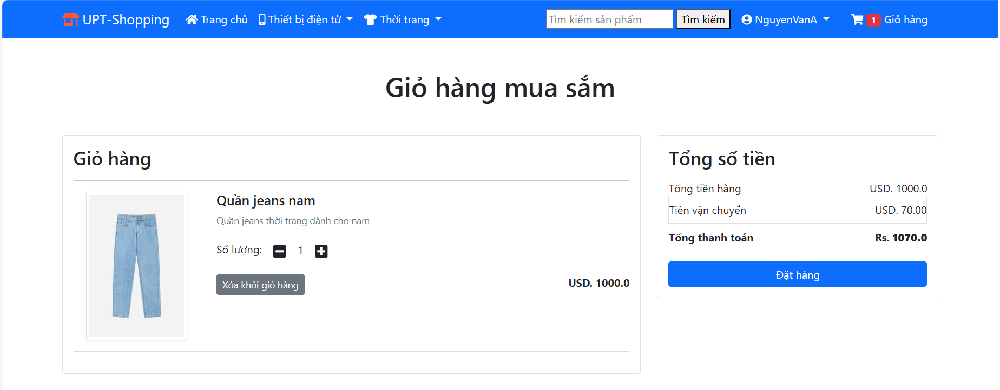 UPT-Shopping Trang chủ Thiết bị điện tử Thời trang Tìm kiếm sản phẩm Tìm kiếm NguyenVanA 1 Giỏ hàng
Giỏ hàng mua sắm
Giỏ hàng
Quần jeans nam
Quần jeans thời trang dành cho nam
Số lượng: 1
Xóa khỏi giỏ hàng USD. 1000.0
Tổng số tiền
Tổng tiền hàng USD. 1000.0
Tiền vận chuyển USD. 70.00
Tổng thanh toán Rs. 1070.0
Đặt hàng